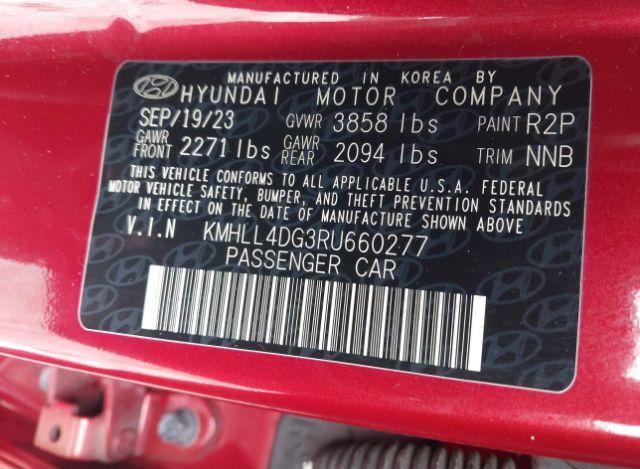 MANUFACTURED IN KOREA BY
HYUNDAI MOTOR COMPANY
SEP/19/23 GVWR 3858 lbs PAINT R2P
GAWR FRONT 2271 lbs GAWR REAR 2094 lbs TRIM NNB
THIS VEHICLE CONFORMS TO ALL APPLICABLE U.S.A. FEDERAL
MOTOR VEHICLE SAFETY, BUMPER, AND THEFT PREVENTION STANDARDS
IN EFFECT ON THE DATE OF MANUFACTURE SHOWN ABOVE
V.I.N KMHLL4DG3RU660277
PASSENGER CAR